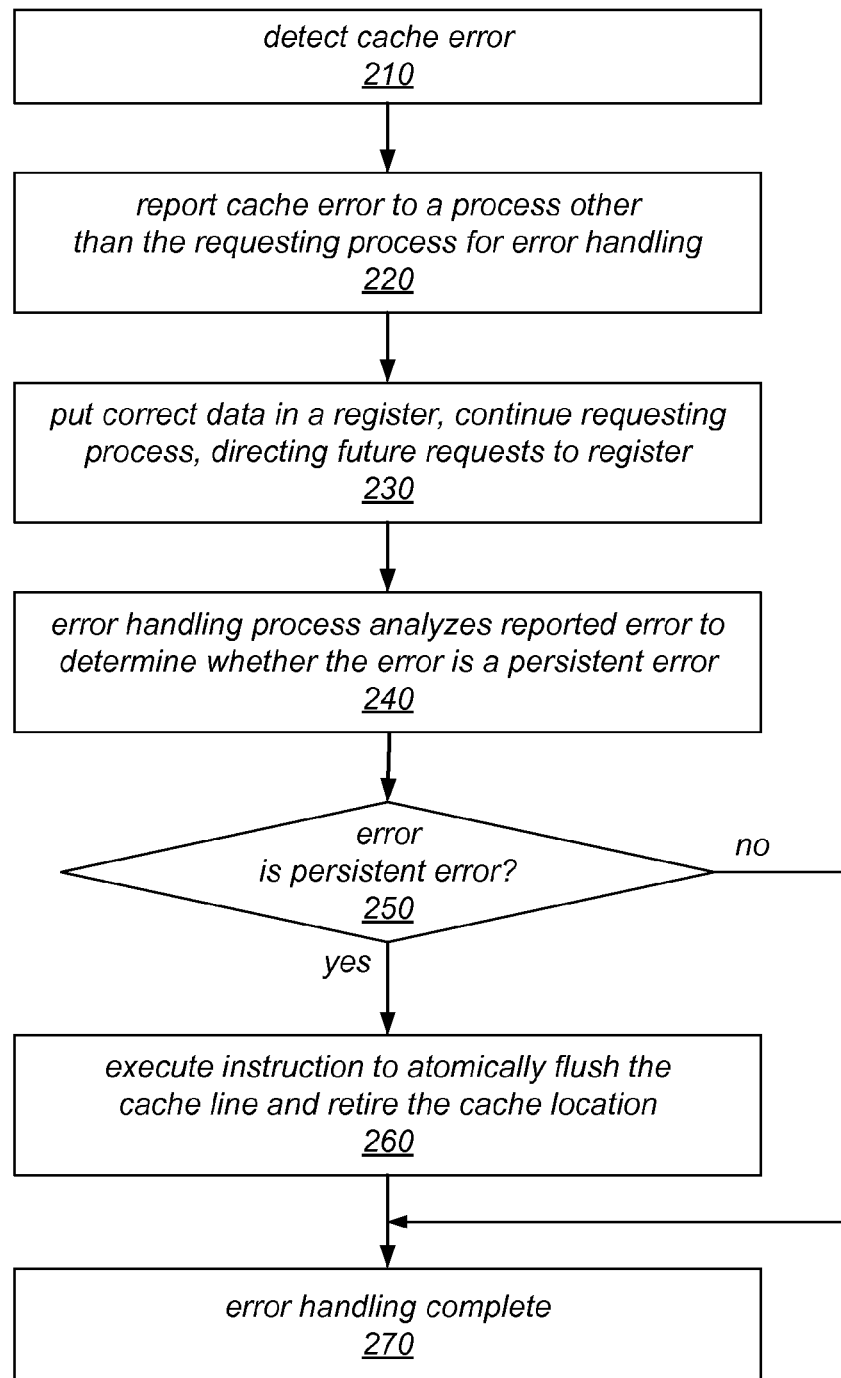 detect cache error
210
report cache error to a process other
than the requesting process for error handling
220
put correct data in a register, continue requesting
process, directing future requests to register
230
error handling process analyzes reported error to
determine whether the error is a persistent error
240
error
is persistent error?
250
no
yes
execute instruction to atomically flush the
cache line and retire the cache location
260
error handling complete
270